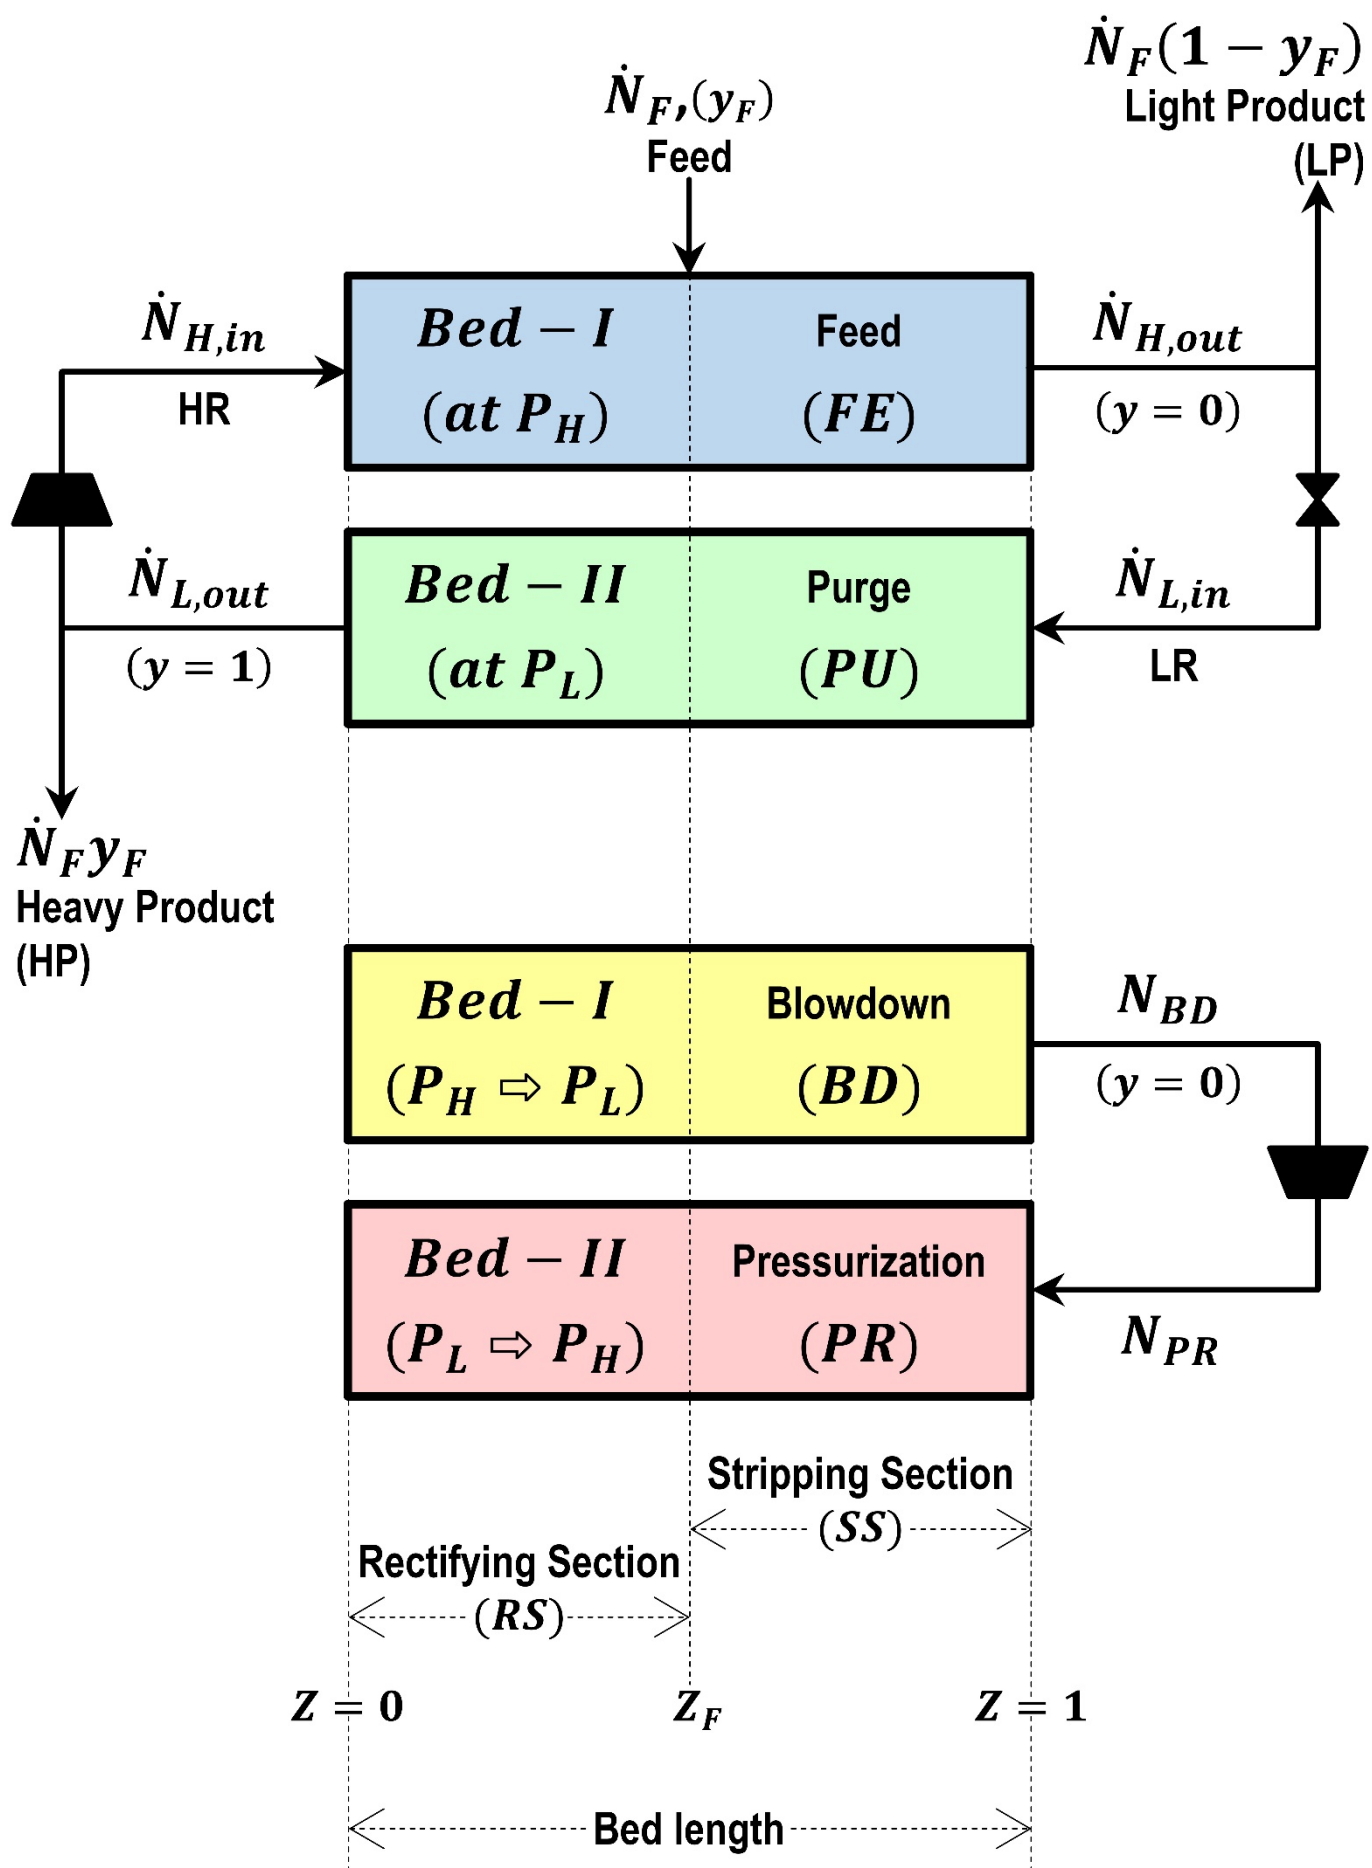 Ṅ_F(1 − y_F)
Light Product
(LP)
Ṅ_F,(y_F)
Feed
Ṅ_H,in
HR
Bed − I
(at P_H)
Feed
(FE)
Ṅ_H,out
(y = 0)
Ṅ_L,out
(y = 1)
Bed − II
(at P_L)
Purge
(PU)
Ṅ_L,in
LR
Ṅ_F y_F
Heavy Product
(HP)
Bed − I
(P_H ⇨ P_L)
Blowdown
(BD)
N_BD
(y = 0)
Bed − II
(P_L ⇨ P_H)
Pressurization
(PR)
N_PR
Stripping Section
(SS)
Rectifying Section
(RS)
Z = 0
Z_F
Z = 1
Bed length